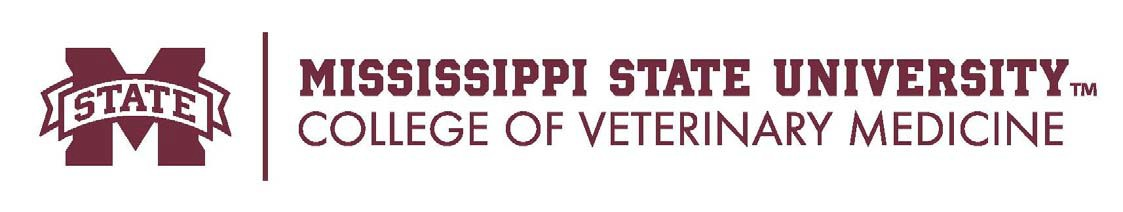 M STATE
MISSISSIPPI STATE UNIVERSITY™
COLLEGE OF VETERINARY MEDICINE